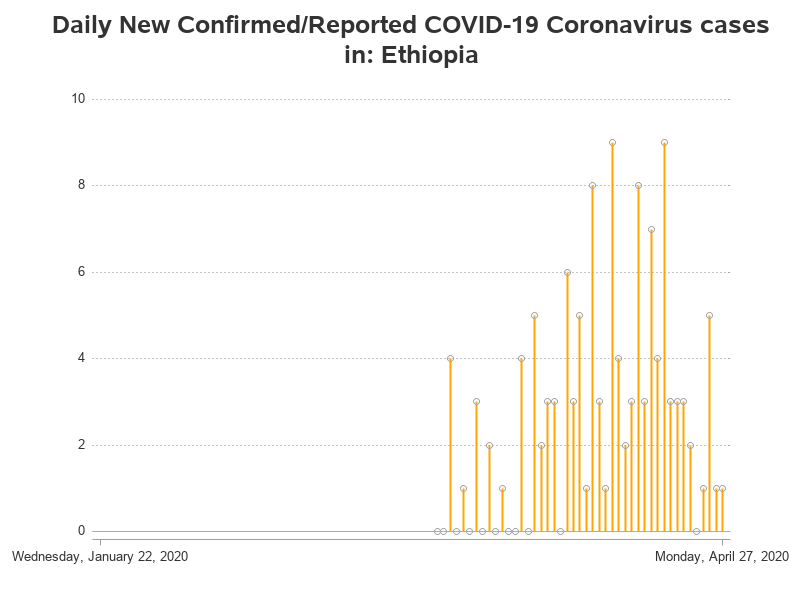 Daily New Confirmed/Reported COVID-19 Coronavirus cases
in: Ethiopia
10
8
6
4
2
0
Wednesday, January 22, 2020
Monday, April 27, 2020